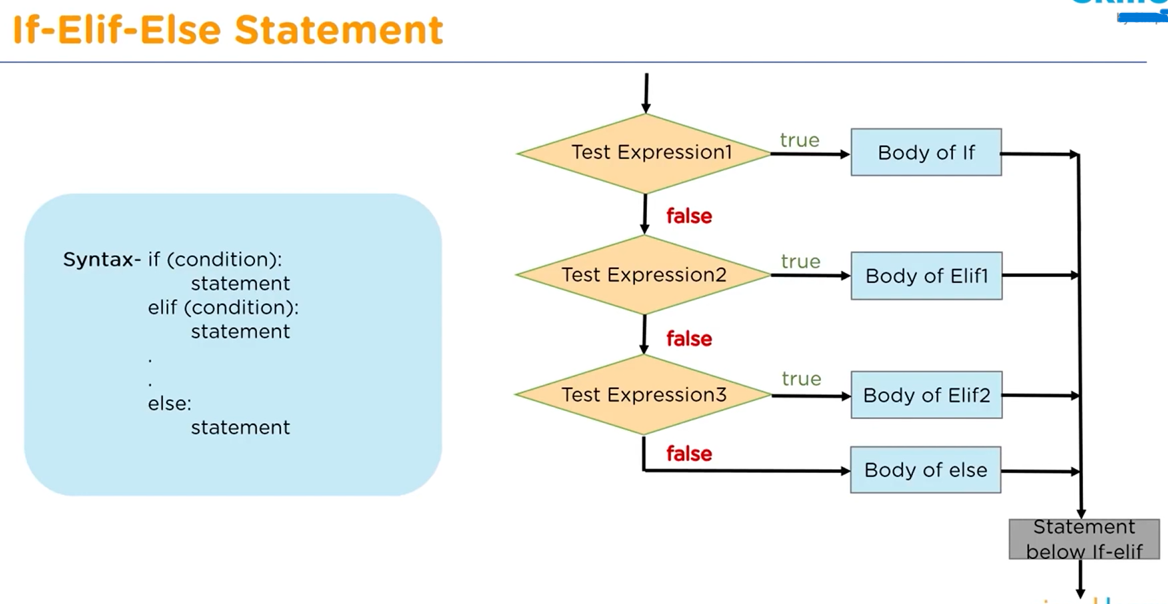 If-Elif-Else Statement
Syntax- if (condition):
statement
elif (condition):
statement
.
.
else:
statement
Test Expression1
true
Body of If
false
Test Expression2
true
Body of Elif1
false
Test Expression3
true
Body of Elif2
false
Body of else
Statement
below If-elif